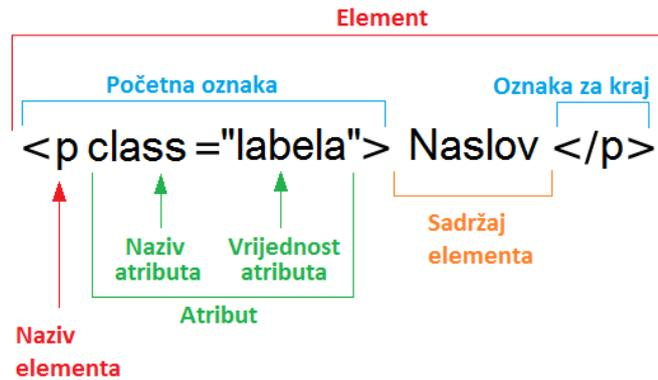 Element
Početna oznaka
Oznaka za kraj
<p class ="labela"> Naslov </p>
Naziv
atributa
Vrijednost
atributa
Sadržaj
elementa
Atribut
Naziv
elementa